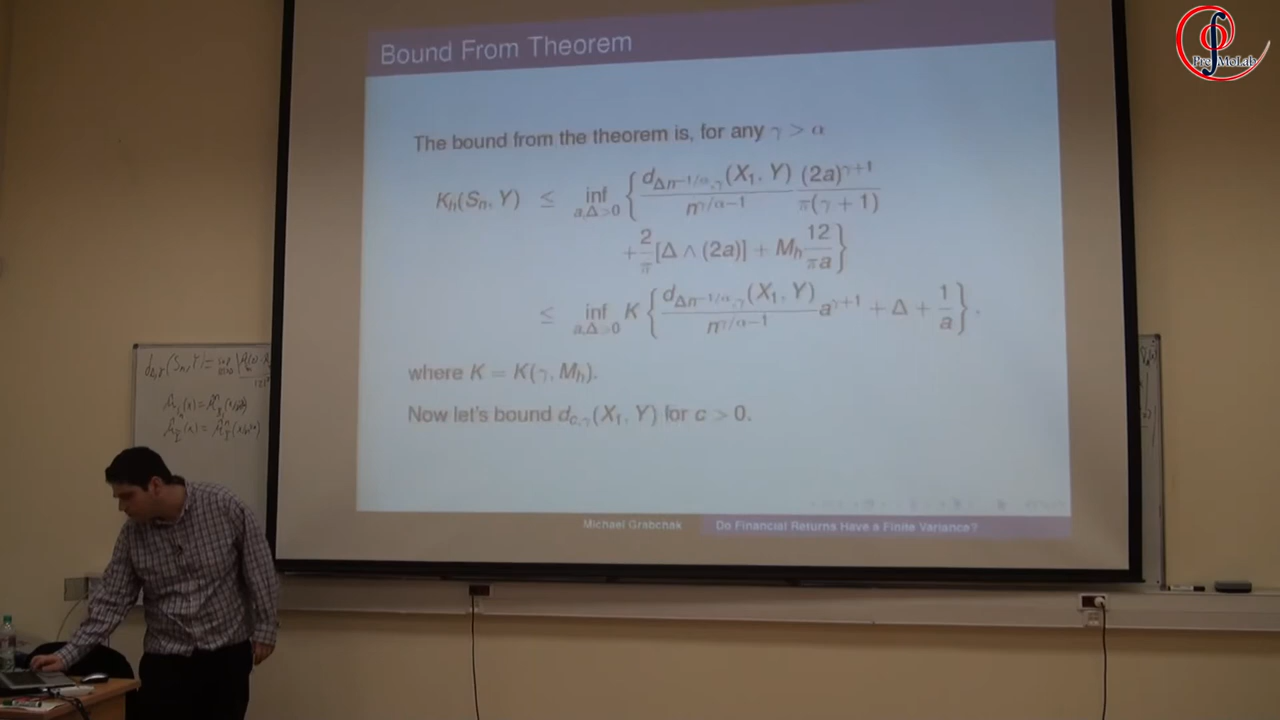 Bound From Theorem
PreMoLab
The bound from the theorem is, for any γ > α
K_h(S_n, Y) ≤ inf_{a,Δ>0} { d_{Δn^{-1/α},γ}(X_1, Y) / n^{γ/α−1} (2a)^{γ+1} / π(γ + 1)
+ 2/π [Δ ∧ (2a)] + M_h 12/πa }
≤ inf_{a,Δ>0} K { d_{Δn^{-1/α},γ}(X_1, Y) / n^{γ/α−1} a^{γ+1} + Δ + 1/a } .
where K = K(γ, M_h).
Now let's bound d_{c,γ}(X_1, Y) for c > 0.
Michael Grabchak Do Financial Returns Have a Finite Variance?